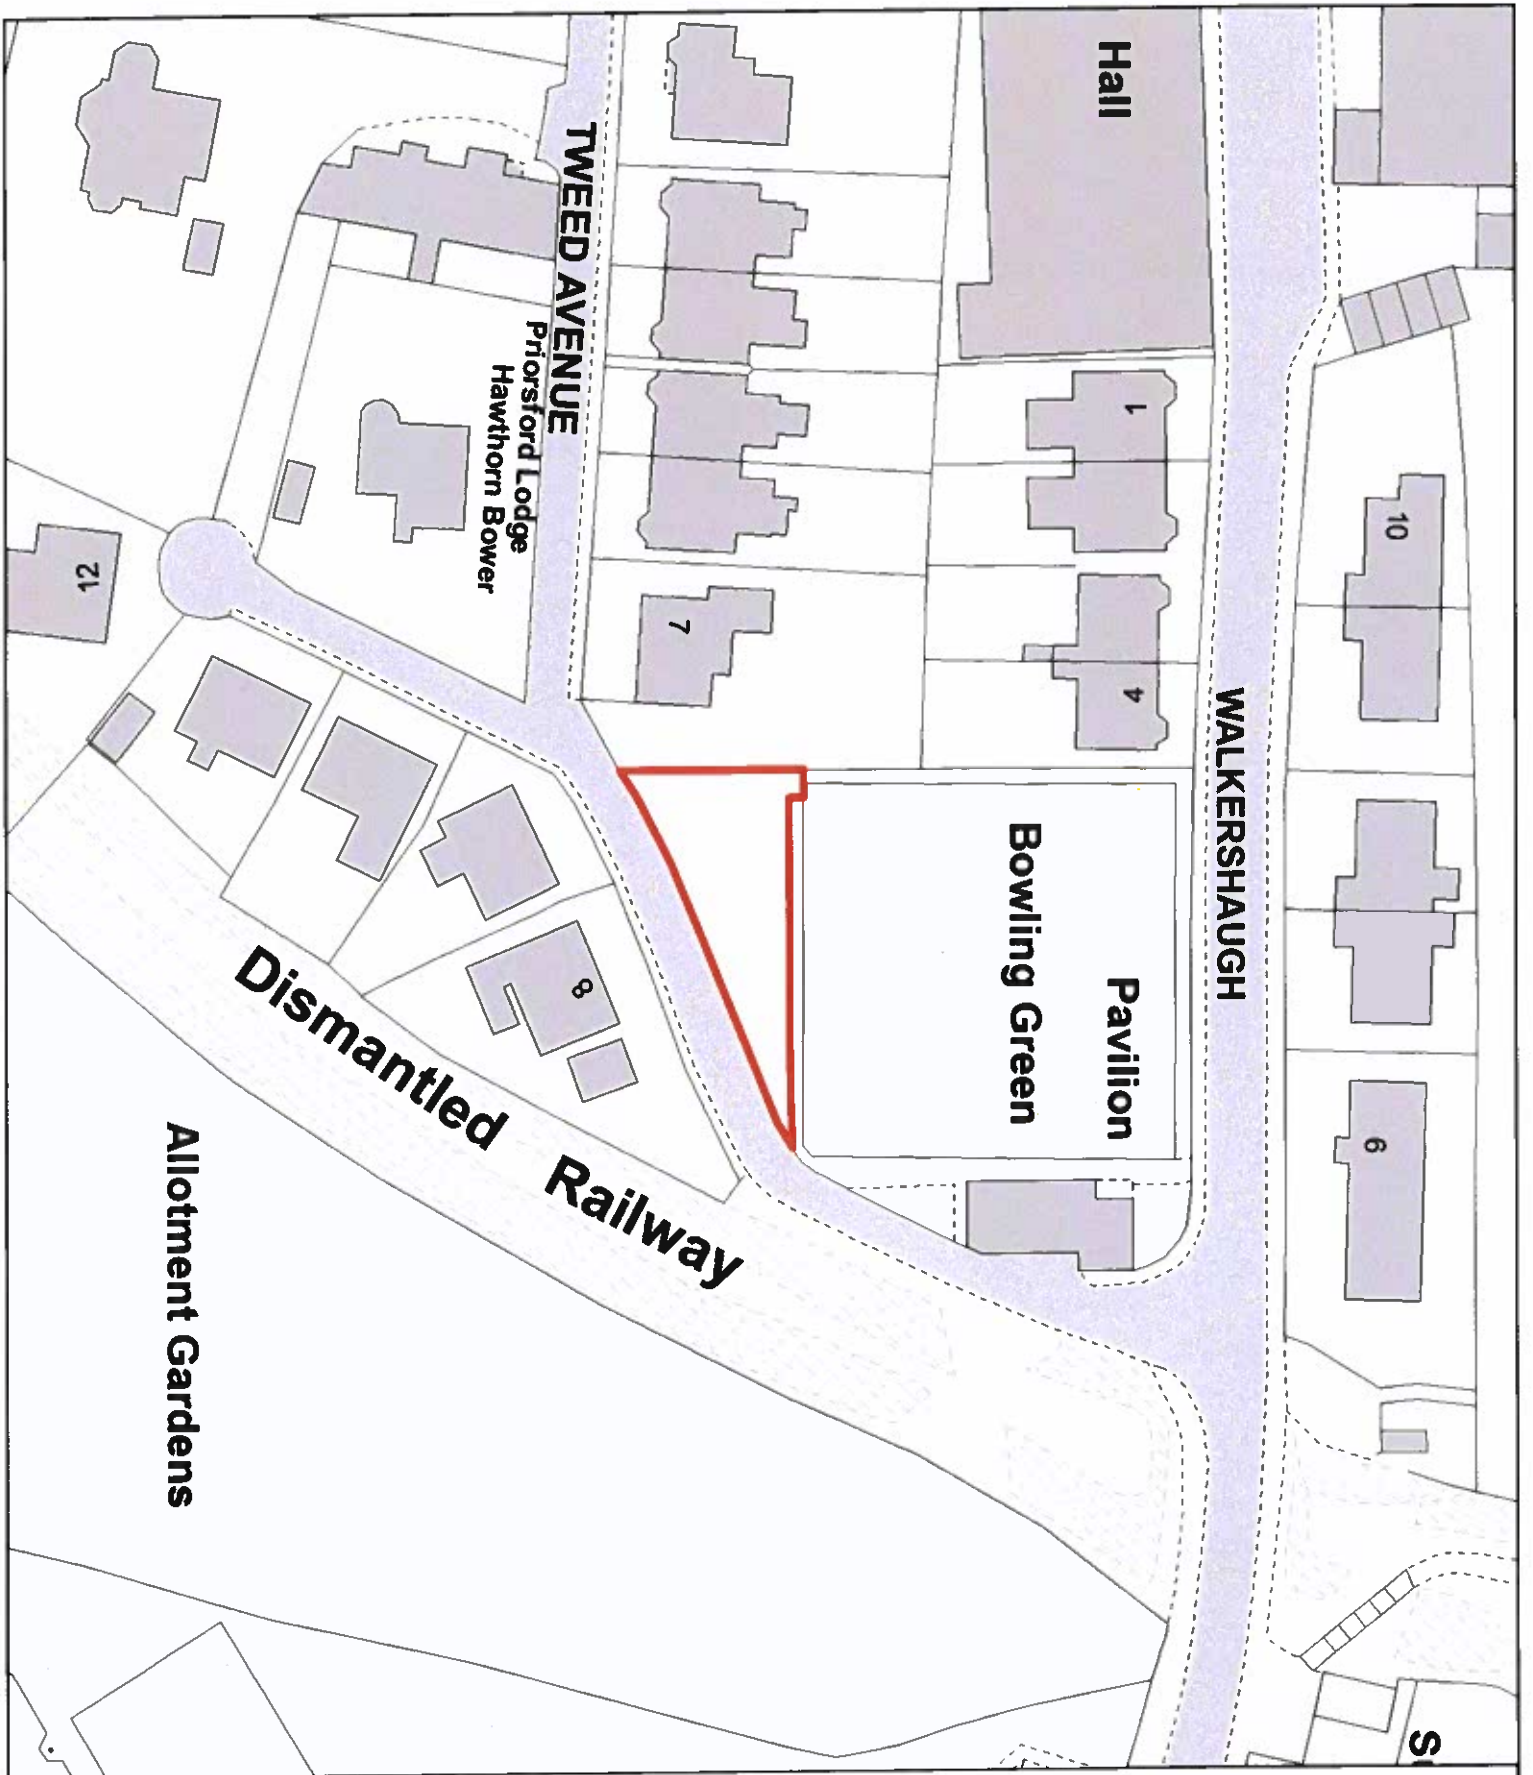 10
6
WALKERSHAUGH
Hall
1
4
Pavilion
Bowling Green
7
TWEED AVENUE
Priorsford Lodge
Hawthorn Bower
8
Dismantled Railway
Allotment Gardens
12